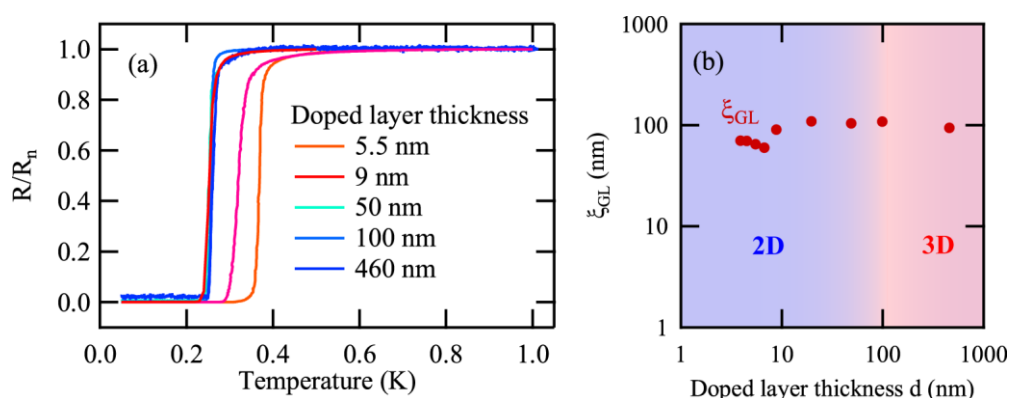 (a)
R/Rn
1.0
0.8
0.6
0.4
0.2
0.0
Doped layer thickness
5.5 nm
9 nm
50 nm
100 nm
460 nm
0.0 0.2 0.4 0.6 0.8 1.0
Temperature (K)
(b)
ξGL (nm)
1000
100
10
1
ξGL
2D
3D
1 10 100 1000
Doped layer thickness d (nm)